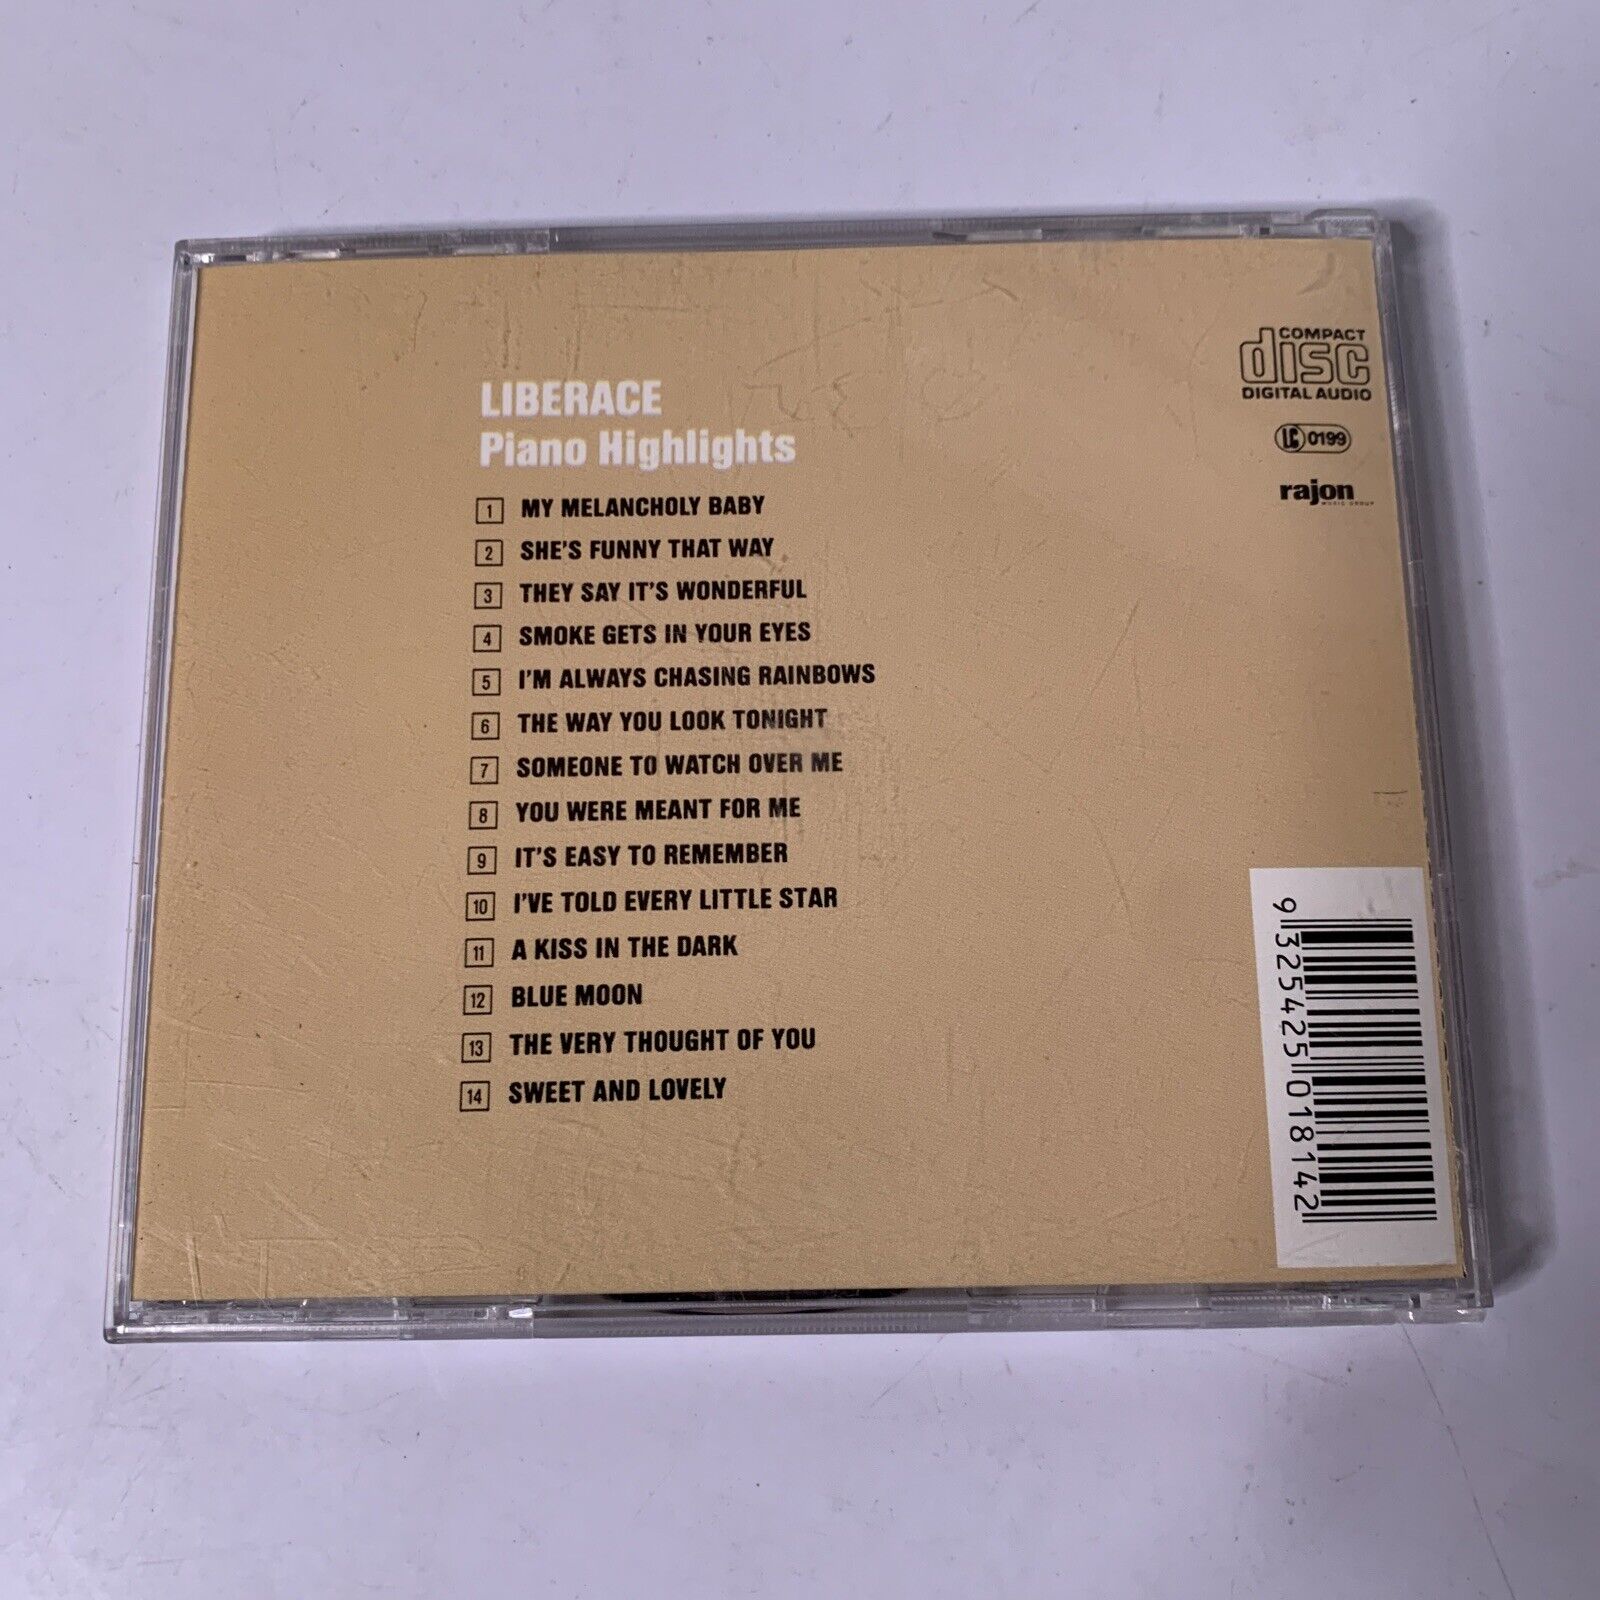 LIBERACE
Piano Highlights
1 MY MELANCHOLY BABY
2 SHE'S FUNNY THAT WAY
3 THEY SAY IT'S WONDERFUL
4 SMOKE GETS IN YOUR EYES
5 I'M ALWAYS CHASING RAINBOWS
6 THE WAY YOU LOOK TONIGHT
7 SOMEONE TO WATCH OVER ME
8 YOU WERE MEANT FOR ME
9 IT'S EASY TO REMEMBER
10 I'VE TOLD EVERY LITTLE STAR
11 A KISS IN THE DARK
12 BLUE MOON
13 THE VERY THOUGHT OF YOU
14 SWEET AND LOVELY
COMPACT
disc
DIGITAL AUDIO
LC 0199
rajon
MUSIC GROUP
9 325425 018142